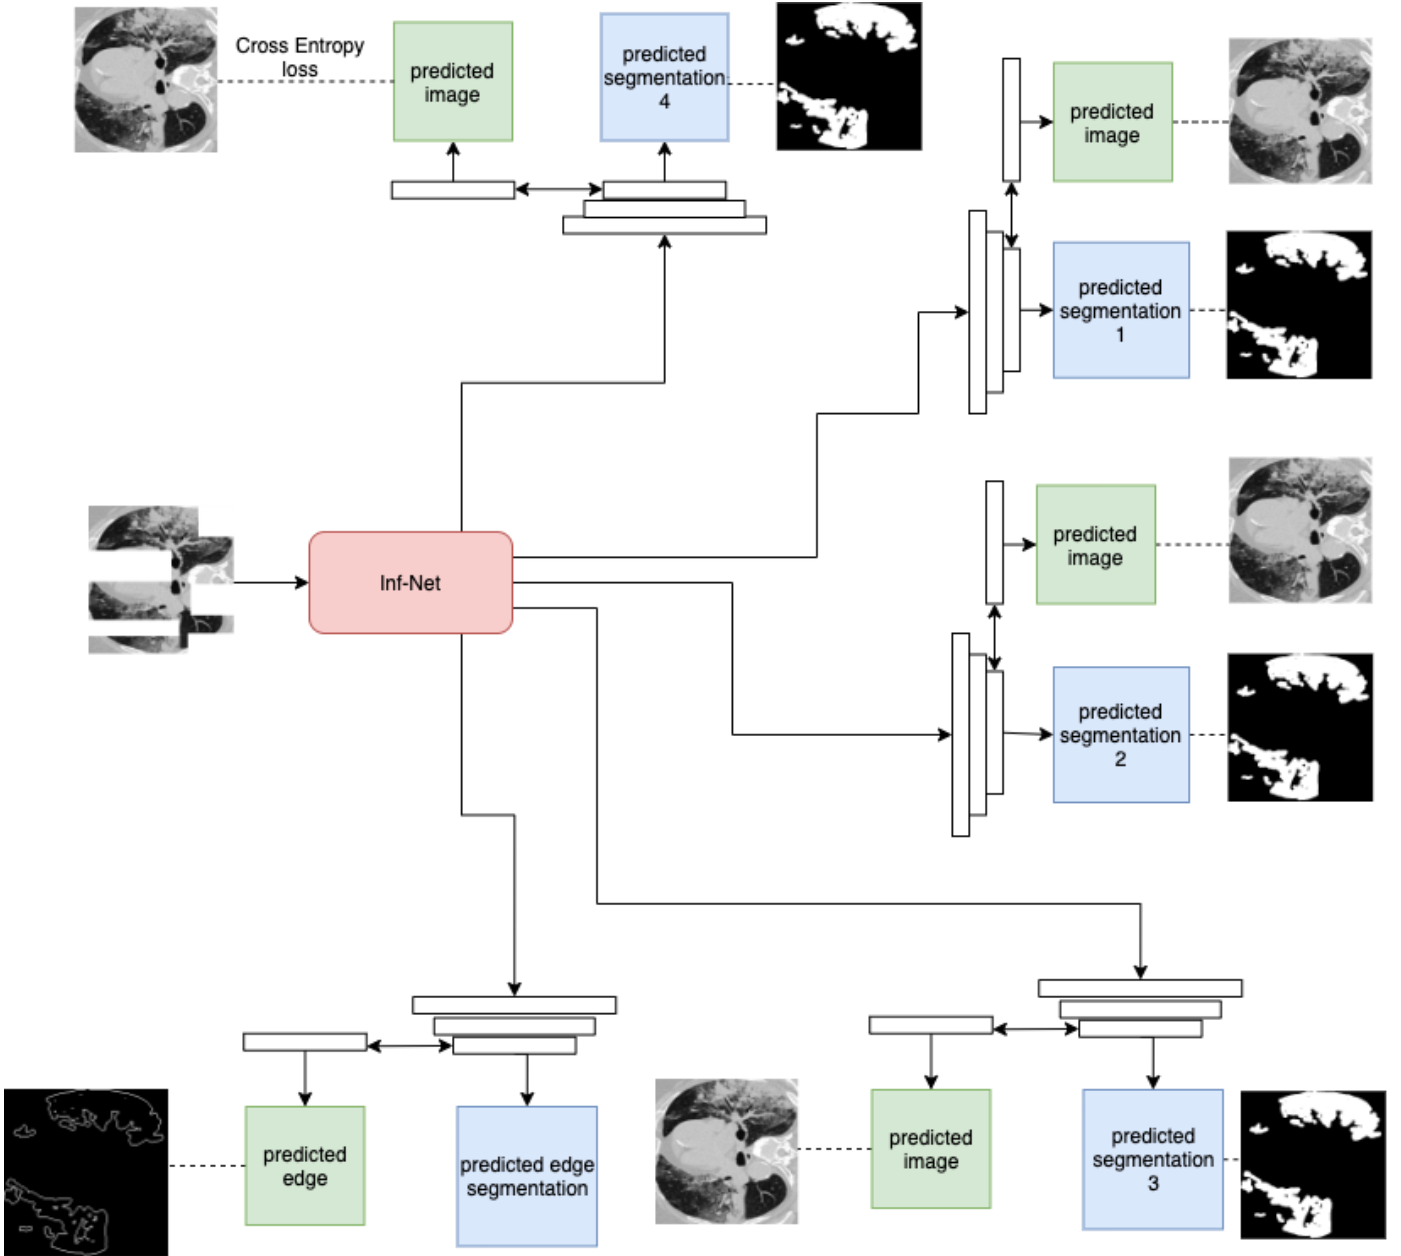 Cross Entropy
loss
predicted
image
predicted
segmentation
4
predicted
image
predicted
segmentation
1
predicted
image
Inf-Net
predicted
segmentation
2
predicted
edge
predicted edge
segmentation
predicted
image
predicted
segmentation
3